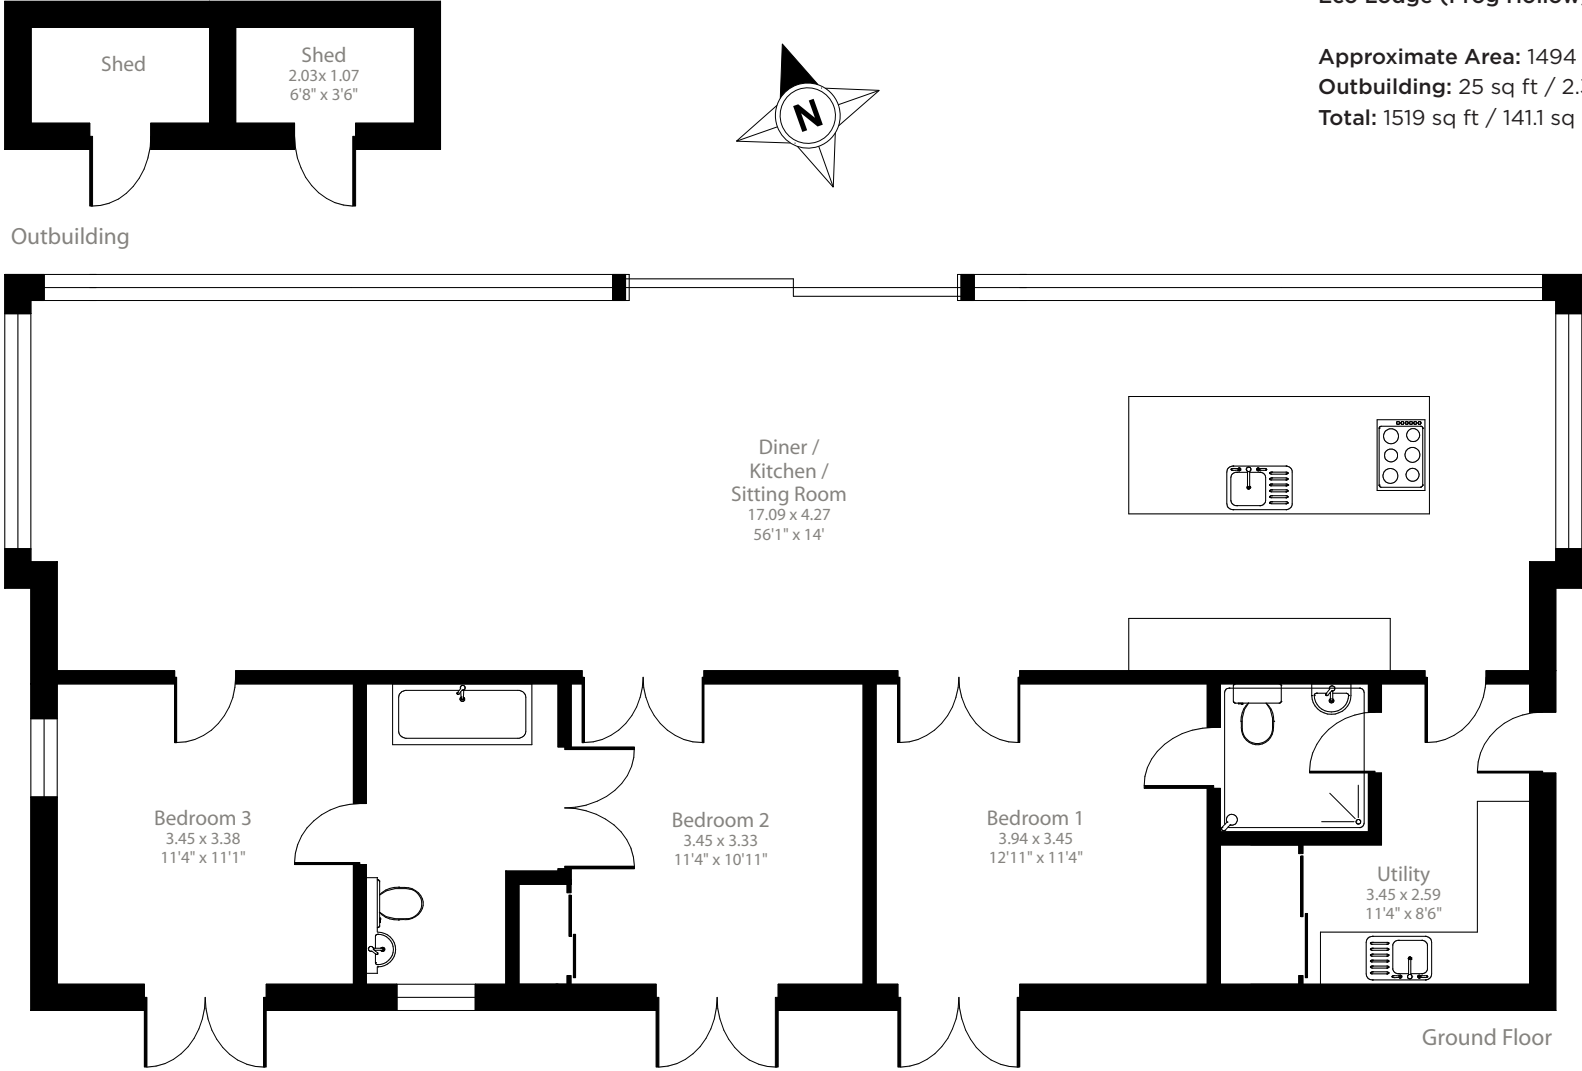 Eco Lodge (Frog Hollow)
Approximate Area: 1494
Outbuilding: 25 sq ft / 2.
Total: 1519 sq ft / 141.1 sq
Shed
Shed
2.03x 1.07
6'8" x 3'6"
N
Outbuilding
Diner /
Kitchen /
Sitting Room
17.09 x 4.27
56'1" x 14'
Bedroom 3
3.45 x 3.38
11'4" x 11'1"
Bedroom 2
3.45 x 3.33
11'4" x 10'11"
Bedroom 1
3.94 x 3.45
12'11" x 11'4"
Utility
3.45 x 2.59
11'4" x 8'6"
Ground Floor